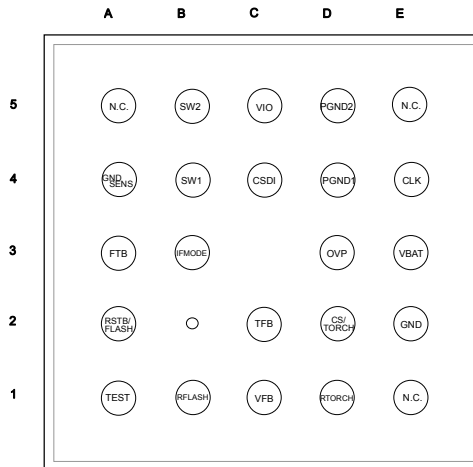 A B C D E
5 N.C. SW2 VIO PGND2 N.C.
4 GND SENS SW1 CSDI PGND1 CLK
3 FTB IFMODE OVP VBAT
2 RSTB/ FLASH TFB CS/ TORCH GND
1 TEST RFLASH VFB RTORCH N.C.